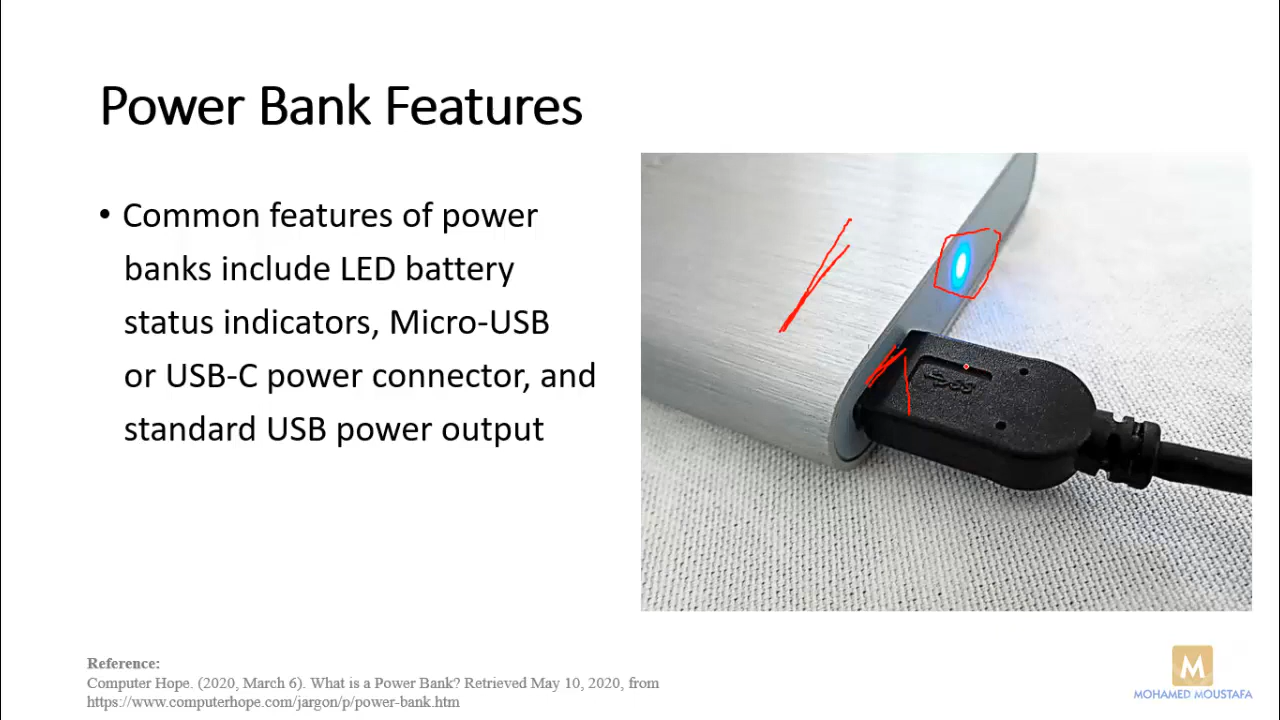 Power Bank Features
• Common features of power
banks include LED battery
status indicators, Micro-USB
or USB-C power connector, and
standard USB power output
Reference:
Computer Hope. (2020, March 6). What is a Power Bank? Retrieved May 10, 2020, from
https://www.computerhope.com/jargon/p/power-bank.htm
M
MOHAMED MOUSTAFA